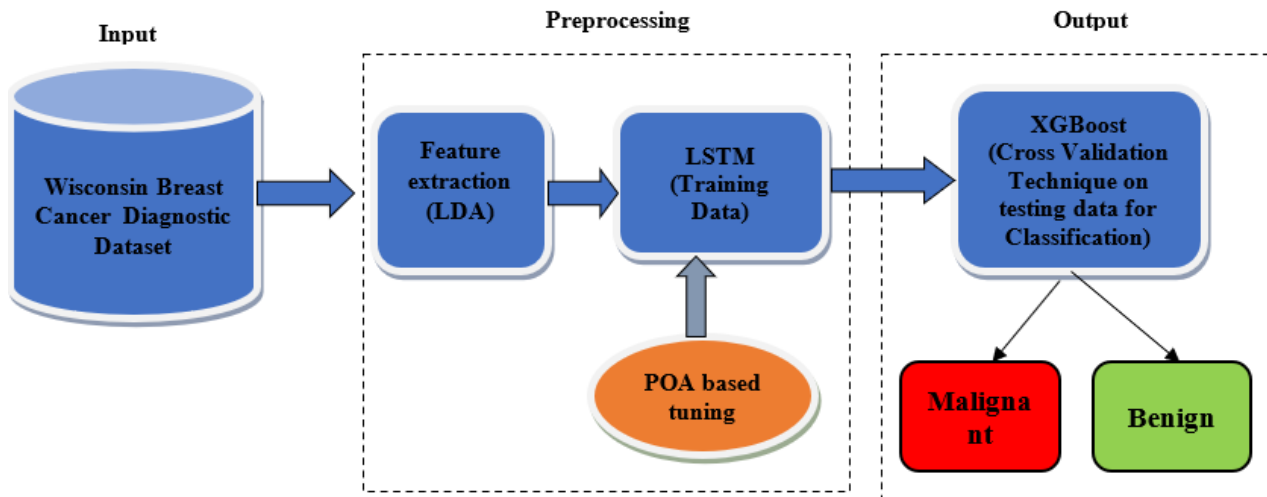 Input
Preprocessing
Output
Wisconsin Breast
Cancer Diagnostic
Dataset
Feature
extraction
(LDA)
LSTM
(Training
Data)
XGBoost
(Cross Validation
Technique on
testing data for
Classification)
POA based
tuning
Maligna
nt
Benign